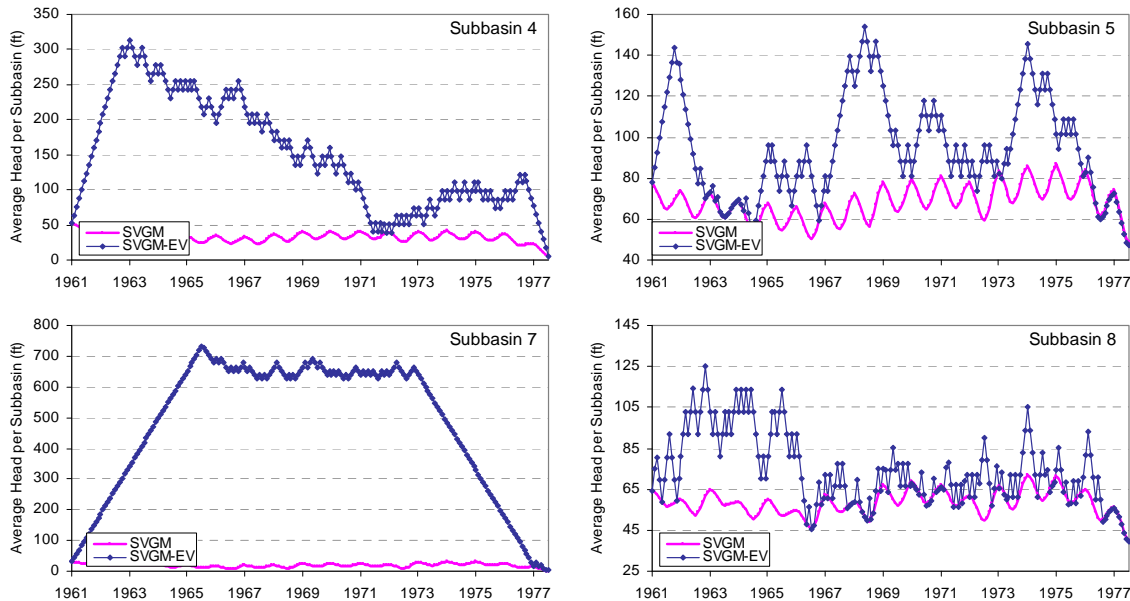 Subbasin 4
Average Head per Subbasin (ft)
350
300
250
200
150
100
50
0
SVGM
SVGM-EV
1961 1963 1965 1967 1969 1971 1973 1975 1977
Subbasin 5
Average Head per Subbasin (ft)
160
140
120
100
80
60
40
SVGM
SVGM-EV
1961 1963 1965 1967 1969 1971 1973 1975 1977
Subbasin 7
Average Head per Subbasin (ft)
800
700
600
500
400
300
200
100
0
SVGM
SVGM-EV
1961 1963 1965 1967 1969 1971 1973 1975 1977
Subbasin 8
Average Head per Subbasin (ft)
145
125
105
85
65
45
25
SVGM
SVGM-EV
1961 1963 1965 1967 1969 1971 1973 1975 1977